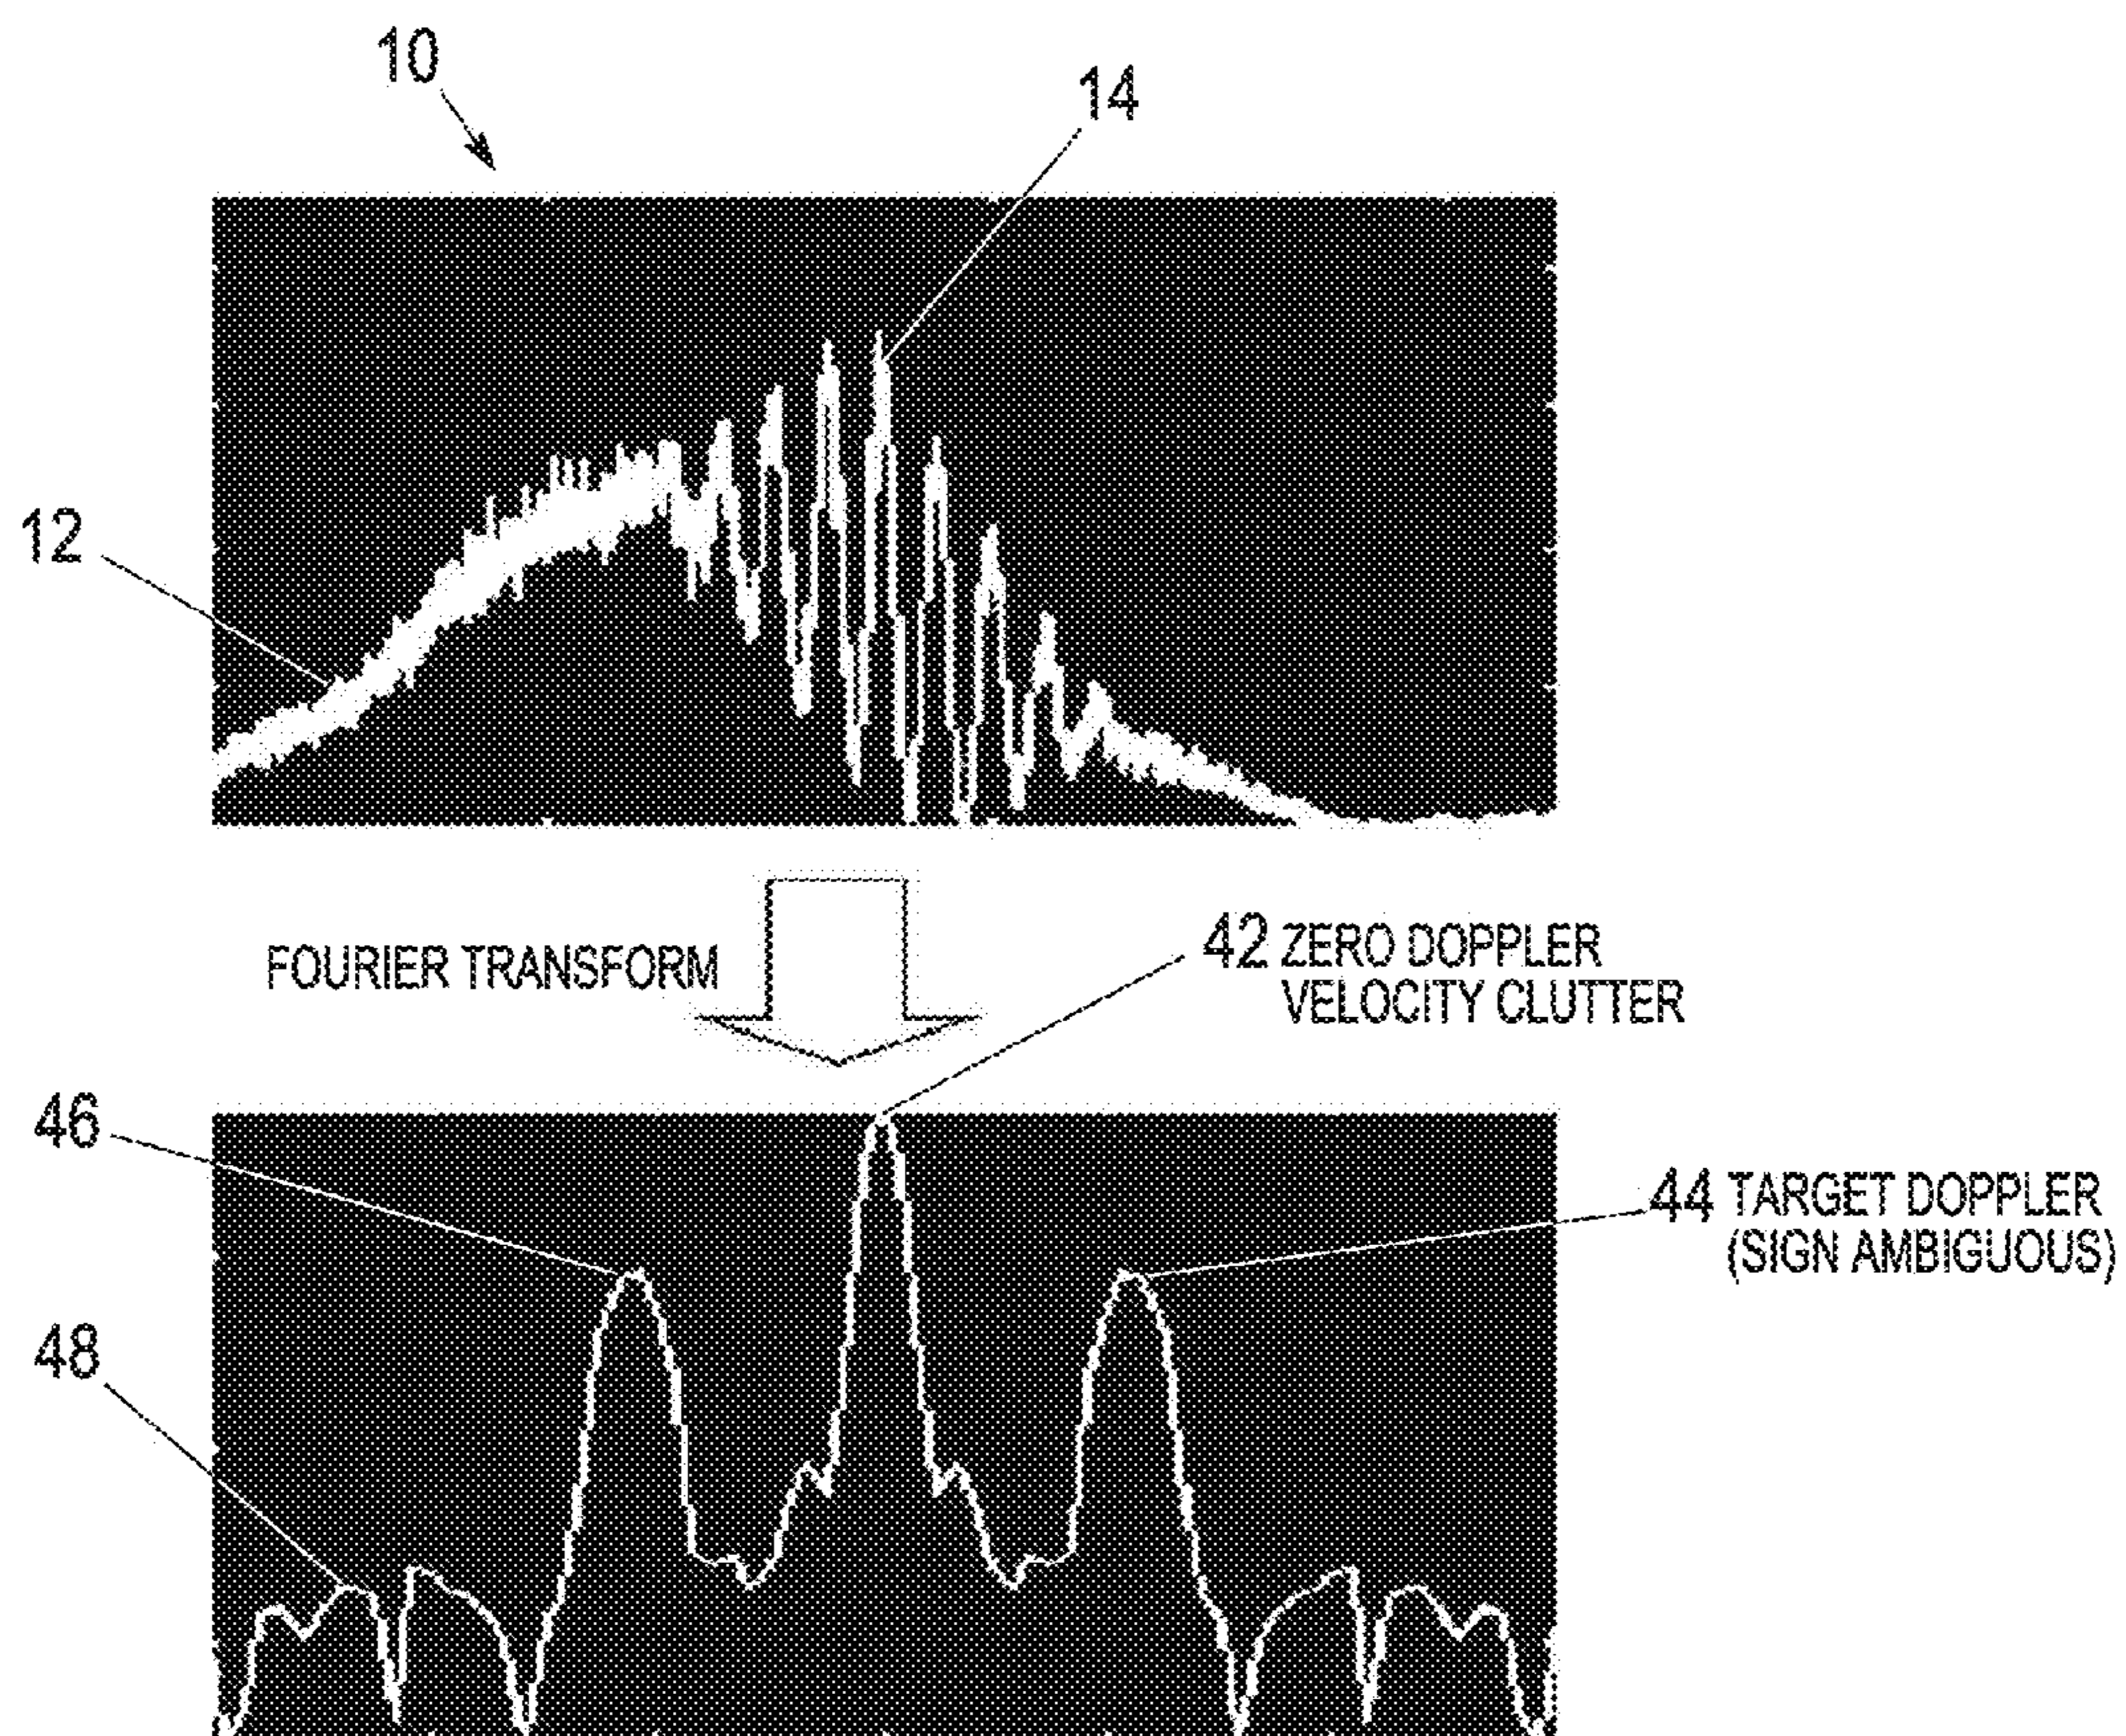 10
14
12
FOURIER TRANSFORM
42 ZERO DOPPLER
VELOCITY CLUTTER
46
44 TARGET DOPPLER
(SIGN AMBIGUOUS)
48